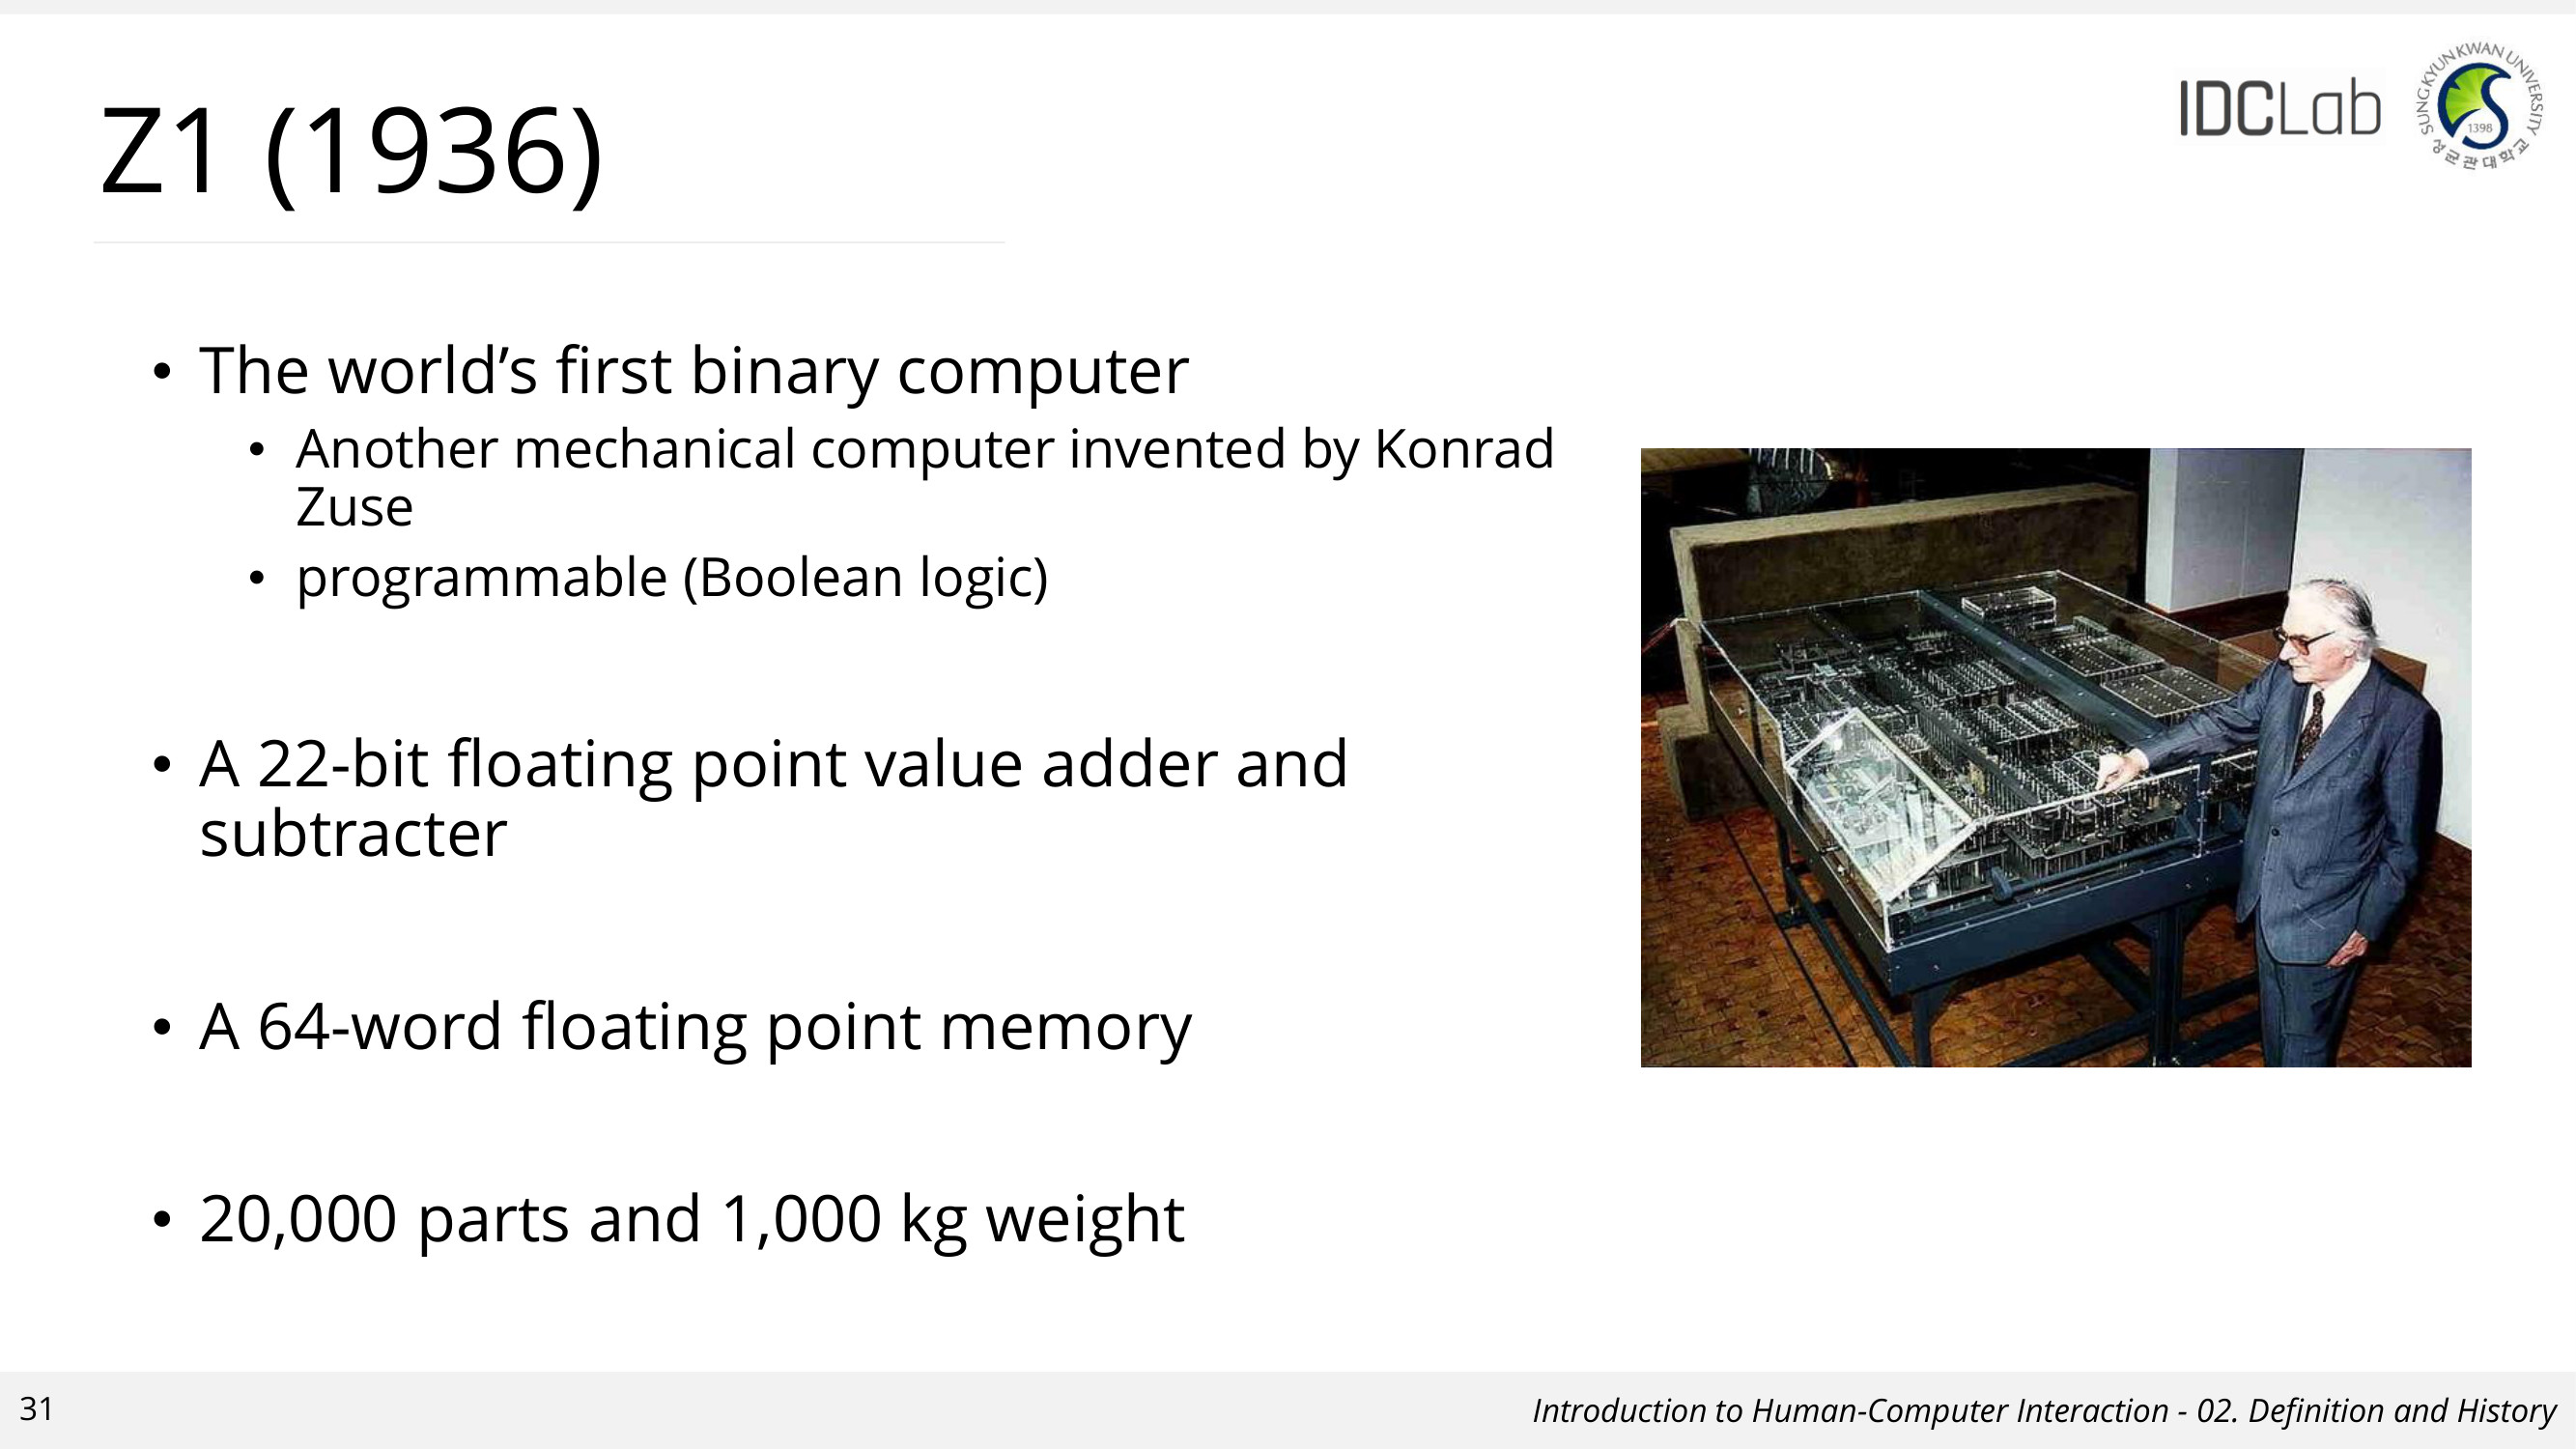 Z1 (1936)
IDCLab
SUNGKYUNKWAN UNIVERSITY
1398
성균관대학교
• The world’s first binary computer
• Another mechanical computer invented by Konrad
Zuse
• programmable (Boolean logic)
• A 22-bit floating point value adder and
subtracter
• A 64-word floating point memory
• 20,000 parts and 1,000 kg weight
31
Introduction to Human-Computer Interaction - 02. Definition and History